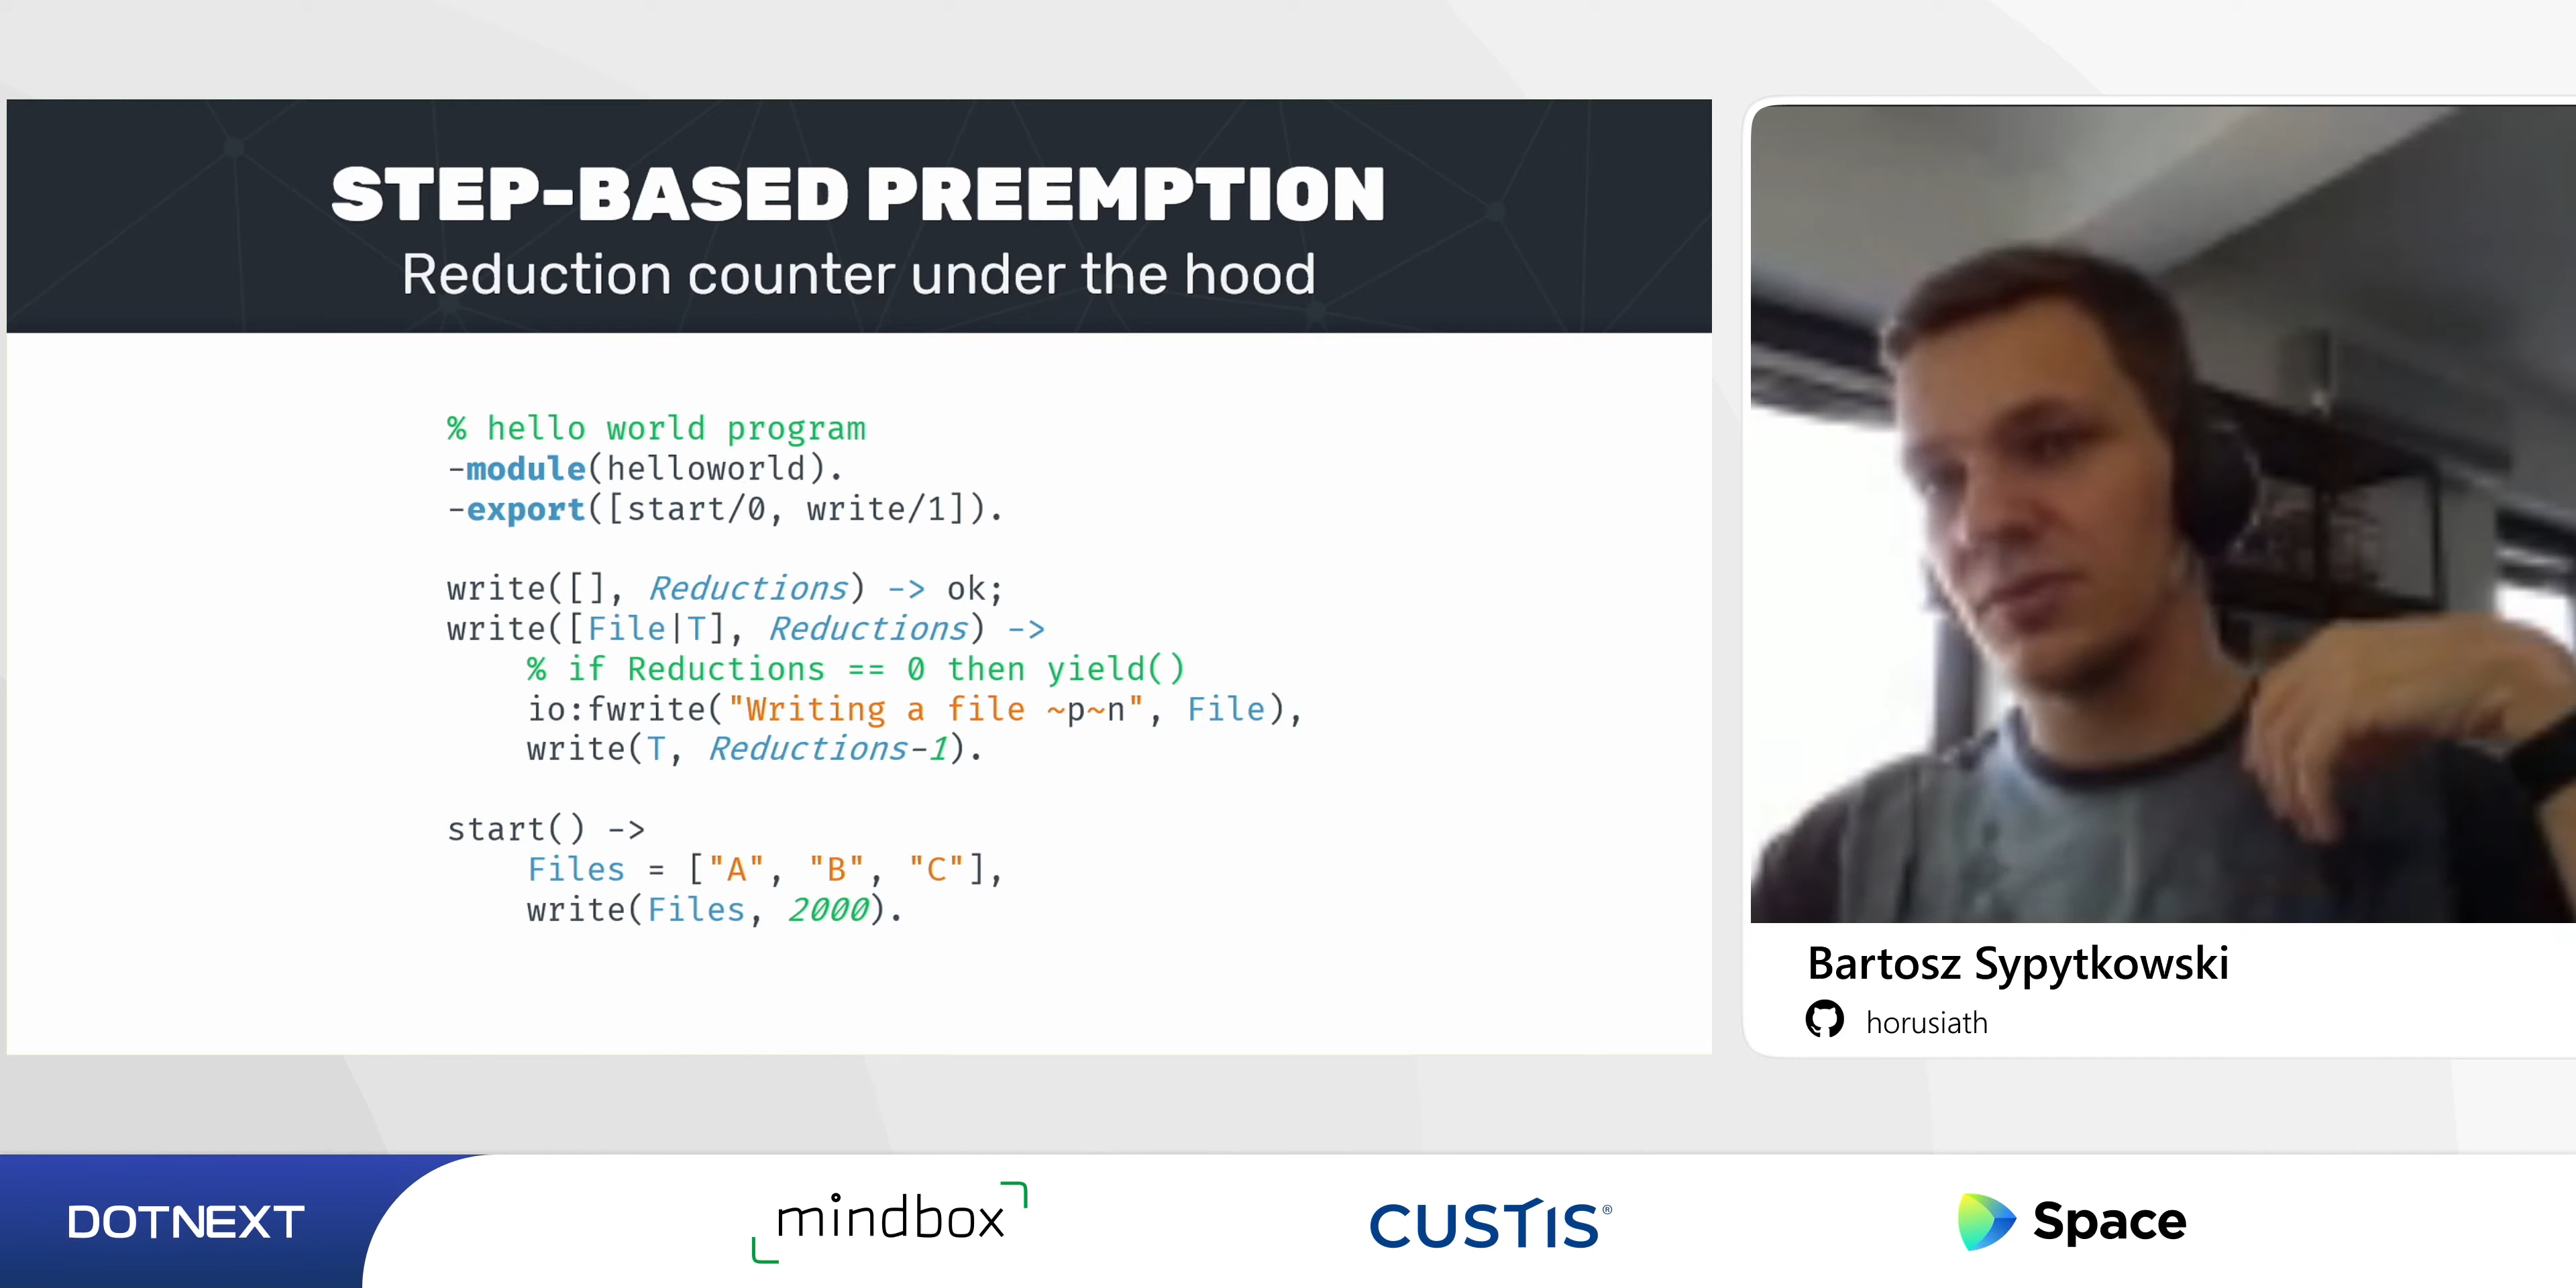 STEP-BASED PREEMPTION
Reduction counter under the hood
% hello world program
-module(helloworld).
-export([start/0, write/1]).
write([], Reductions) -> ok;
write([File|T], Reductions) ->
% if Reductions == 0 then yield()
io:fwrite("Writing a file ~p~n", File),
write(T, Reductions-1).
start() ->
Files = ["A", "B", "C"],
write(Files, 2000).
Bartosz Sypytkowski
horusiath
DOTNEXT
mindbox
CUSTIS®
Space